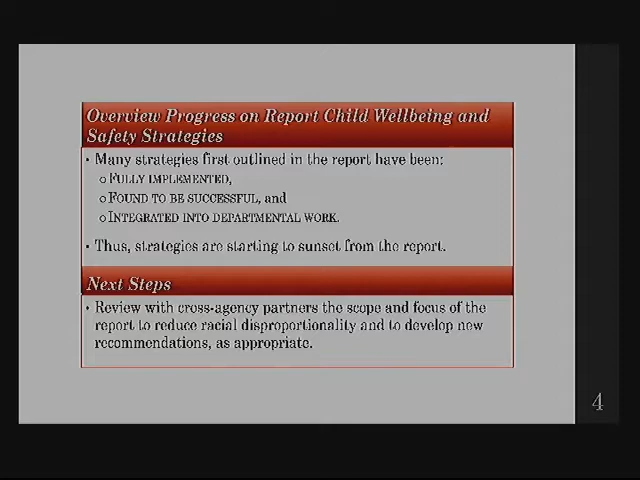 Overview Progress on Report Child Wellbeing and
Safety Strategies
• Many strategies first outlined in the report have been:
o FULLY IMPLEMENTED,
o FOUND TO BE SUCCESSFUL, and
o INTEGRATED INTO DEPARTMENTAL WORK.
• Thus, strategies are starting to sunset from the report.
Next Steps
• Review with cross-agency partners the scope and focus of the
report to reduce racial disproportionality and to develop new
recommendations, as appropriate.
4